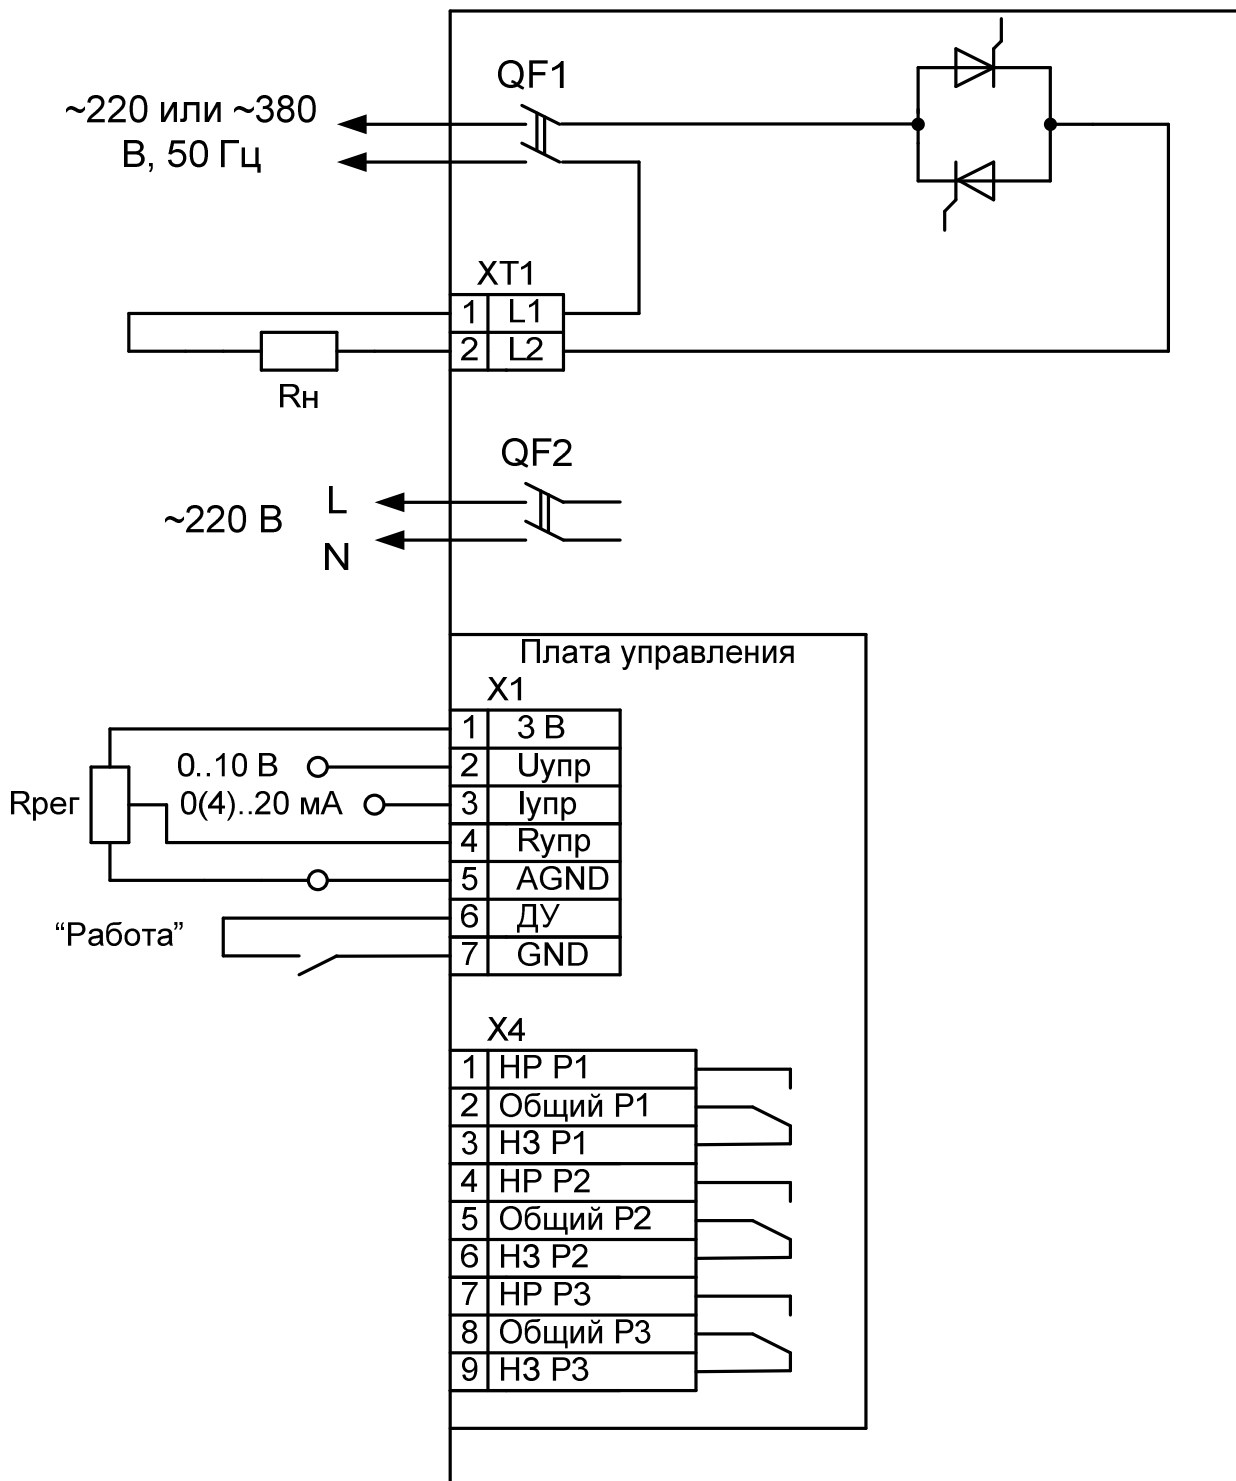 QF1
~220 или ~380
В, 50 Гц
XT1
1 L1
2 L2
Rн
QF2
L
~220 В
N
Плата управления
X1
1 3 В
0..10 В 2 Uупр
Rрег 0(4)..20 мА 3 Iупр
4 Rупр
5 AGND
“Работа” 6 ДУ
7 GND
X4
1 НР Р1
2 Общий Р1
3 НЗ Р1
4 НР Р2
5 Общий Р2
6 НЗ Р2
7 НР Р3
8 Общий Р3
9 НЗ Р3